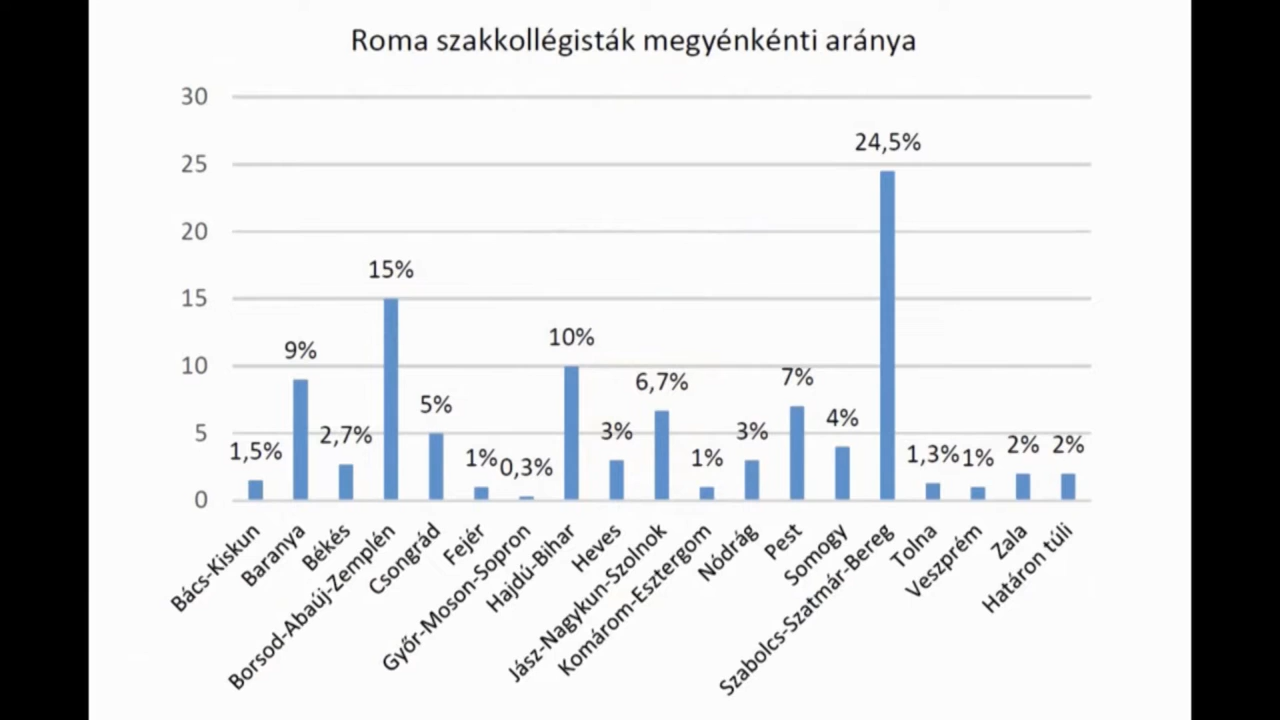 Roma szakkollégisták megyénkénti aránya
30
25
20
15
10
5
0
1,5%
9%
2,7%
15%
5%
1%
0,3%
10%
3%
6,7%
1%
3%
7%
4%
24,5%
1,3%
1%
2%
2%
Bács-Kiskun
Baranya
Békés
Borsod-Abaúj-Zemplén
Csongrád
Fejér
Győr-Moson-Sopron
Hajdú-Bihar
Heves
Jász-Nagykun-Szolnok
Komárom-Esztergom
Nódrág
Pest
Somogy
Szabolcs-Szatmár-Bereg
Tolna
Veszprém
Zala
Határon túli